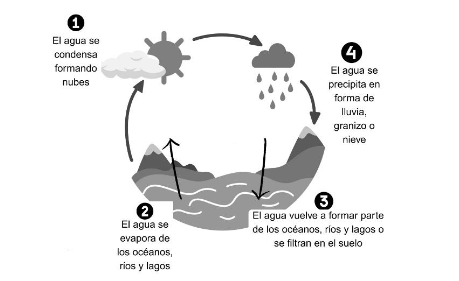 1
El agua se
condensa
formando
nubes
4
El agua se
precipita en
forma de
lluvia,
granizo o
nieve
2
El agua se
evapora de
los océanos,
ríos y lagos
3
El agua vuelve a formar parte
de los océanos, ríos y lagos o
se filtran en el suelo